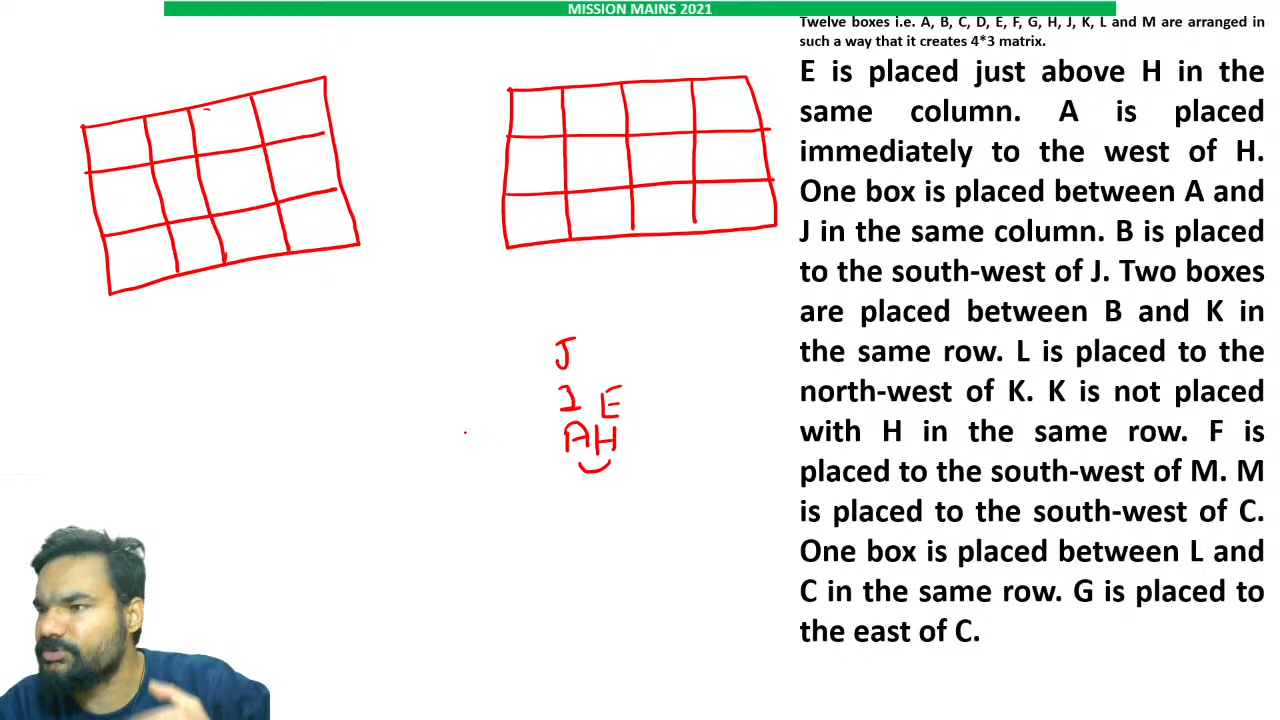 MISSION MAINS 2021
Twelve boxes i.e. A, B, C, D, E, F, G, H, J, K, L and M are arranged in
such a way that it creates 4*3 matrix.
E is placed just above H in the
same column. A is placed
immediately to the west of H.
One box is placed between A and
J in the same column. B is placed
to the south-west of J. Two boxes
are placed between B and K in
the same row. L is placed to the
north-west of K. K is not placed
with H in the same row. F is
placed to the south-west of M. M
is placed to the south-west of C.
One box is placed between L and
C in the same row. G is placed to
the east of C.
J
1 E
A H